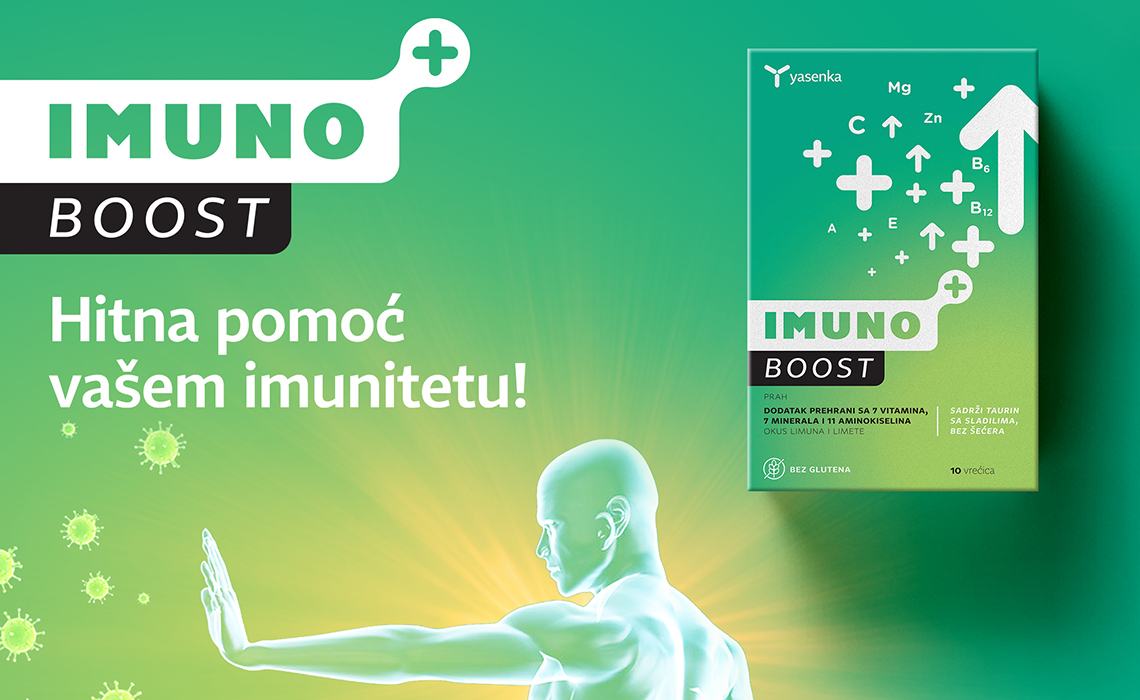 IMUNO
BOOST
Hitna pomoć
vašem imunitetu!
yasenka
Mg
C
Zn
B6
B12
A
E
IMUNO
BOOST
PRAH
DODATAK PREHRANI SA 7 VITAMINA,
7 MINERALA I 11 AMINOKISELINA
OKUS LIMUNA I LIMETE
SADRŽI TAURIN
SA SLADILIMA,
BEZ ŠEĆERA
BEZ GLUTENA
10 vrećica